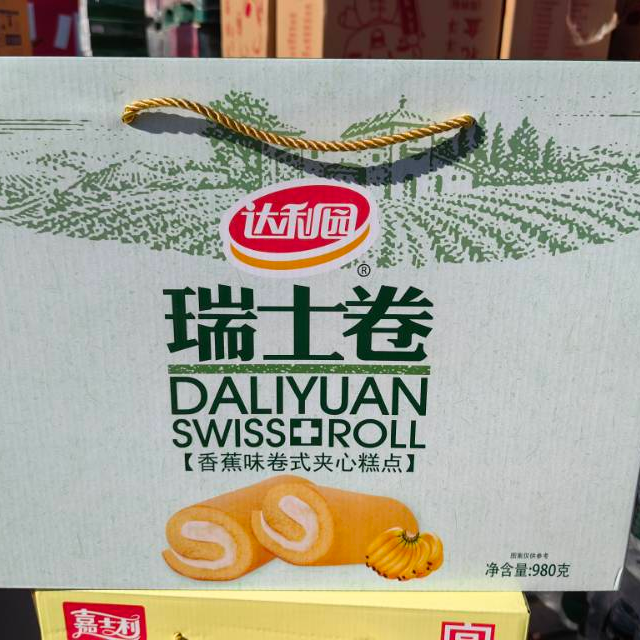 达利园
®
瑞士卷
DALIYUAN
SWISS ROLL
【香蕉味卷式夹心糕点】
图案仅供参考
净含量:980克
嘉士利